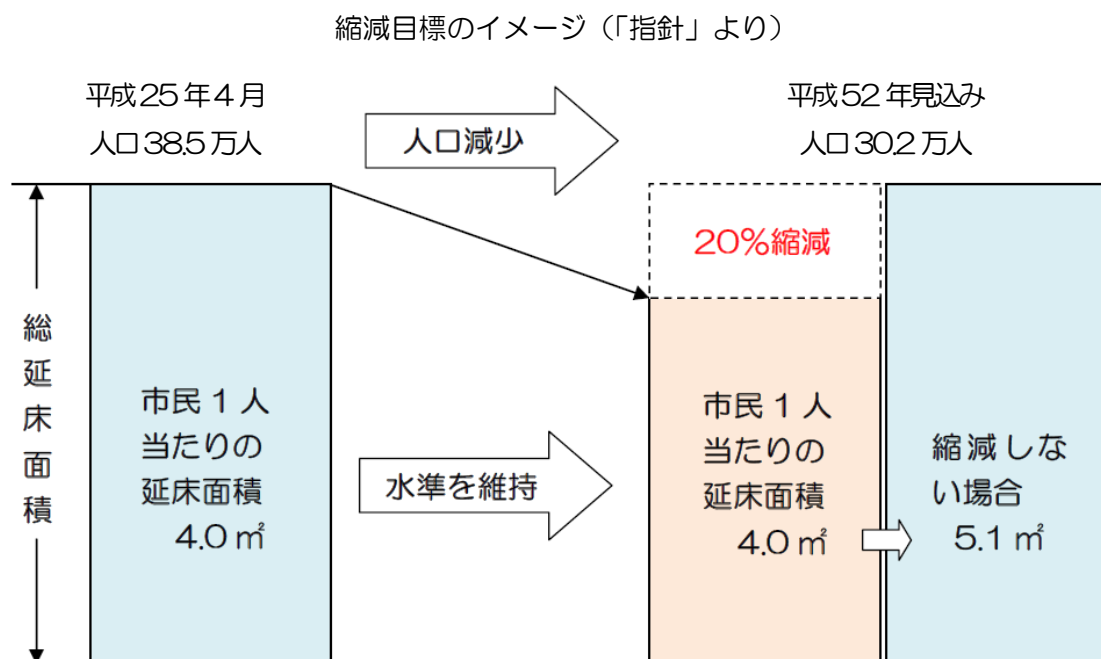 縮減目標のイメージ（「指針」より）
平成25年4月
人口38.5万人
人口減少
平成52年見込み
人口30.2万人
総延床面積
市民1人
当たりの
延床面積
4.0㎡
水準を維持
20%縮減
市民1人
当たりの
延床面積
4.0㎡
縮減しな
い場合
5.1㎡